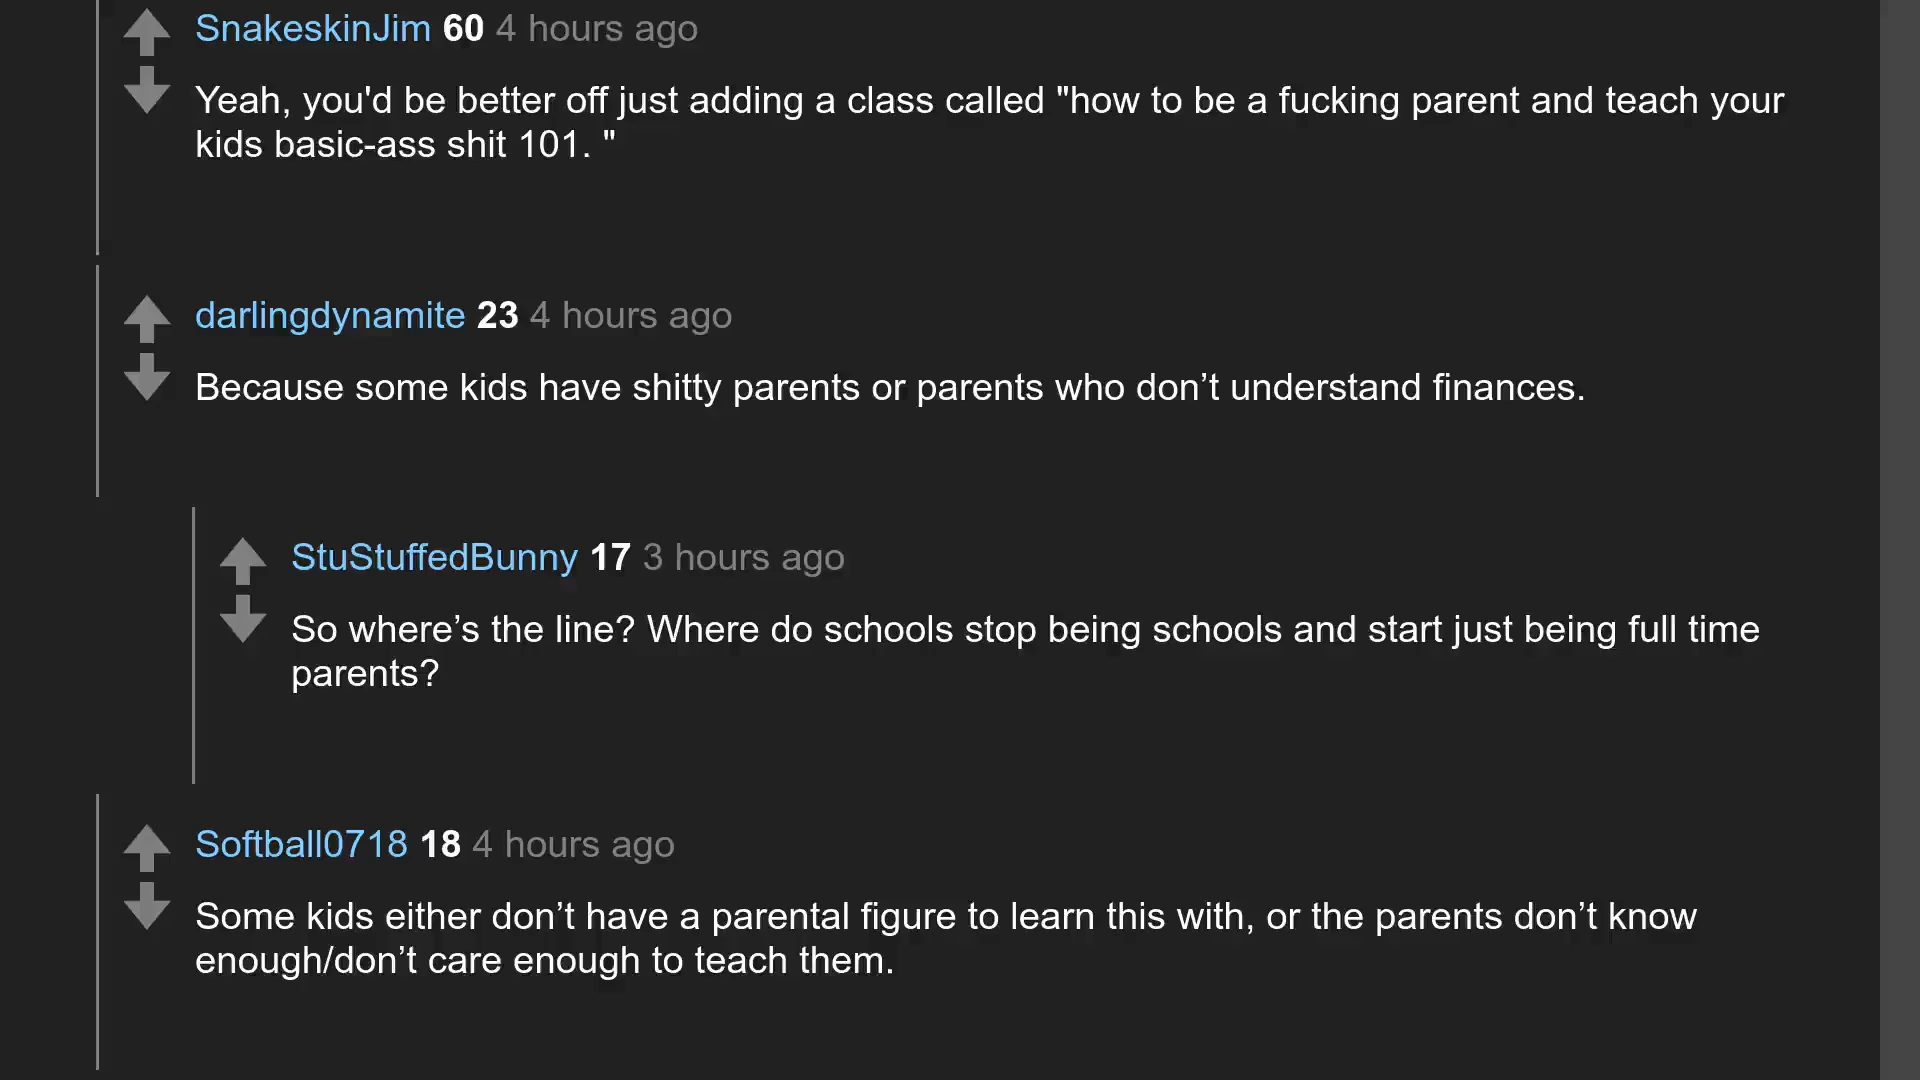 SnakeskinJim 60 4 hours ago
Yeah, you'd be better off just adding a class called "how to be a fucking parent and teach your
kids basic-ass shit 101. "
darlingdynamite 23 4 hours ago
Because some kids have shitty parents or parents who don’t understand finances.
StuStuffedBunny 17 3 hours ago
So where’s the line? Where do schools stop being schools and start just being full time
parents?
Softball0718 18 4 hours ago
Some kids either don’t have a parental figure to learn this with, or the parents don’t know
enough/don’t care enough to teach them.